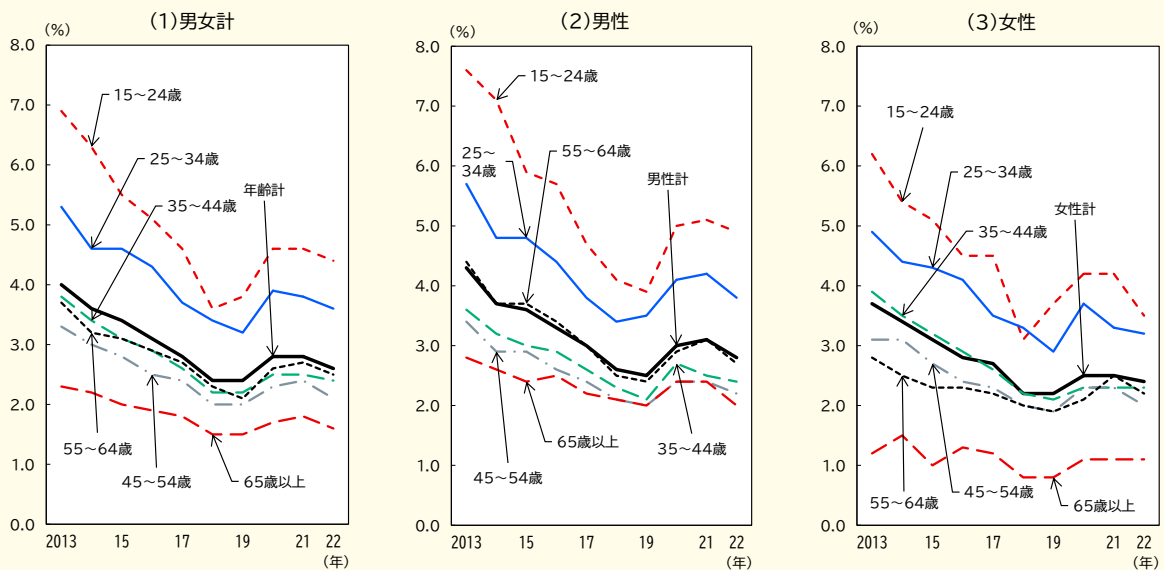 (1)男女計
(%)
8.0
7.0
6.0
5.0
4.0
3.0
2.0
1.0
0.0
15～24歳
25～34歳
年齢計
35～44歳
55～64歳
45～54歳
65歳以上
2013 15 17 19 21 22
(年)
(2)男性
(%)
8.0
7.0
6.0
5.0
4.0
3.0
2.0
1.0
0.0
15～24歳
25～
34歳
55～64歳
男性計
65歳以上
35～44歳
45～54歳
2013 15 17 19 21 22
(年)
(3)女性
(%)
8.0
7.0
6.0
5.0
4.0
3.0
2.0
1.0
0.0
15～24歳
25～34歳
女性計
35～44歳
45～54歳
55～64歳
65歳以上
2013 15 17 19 21 22
(年)